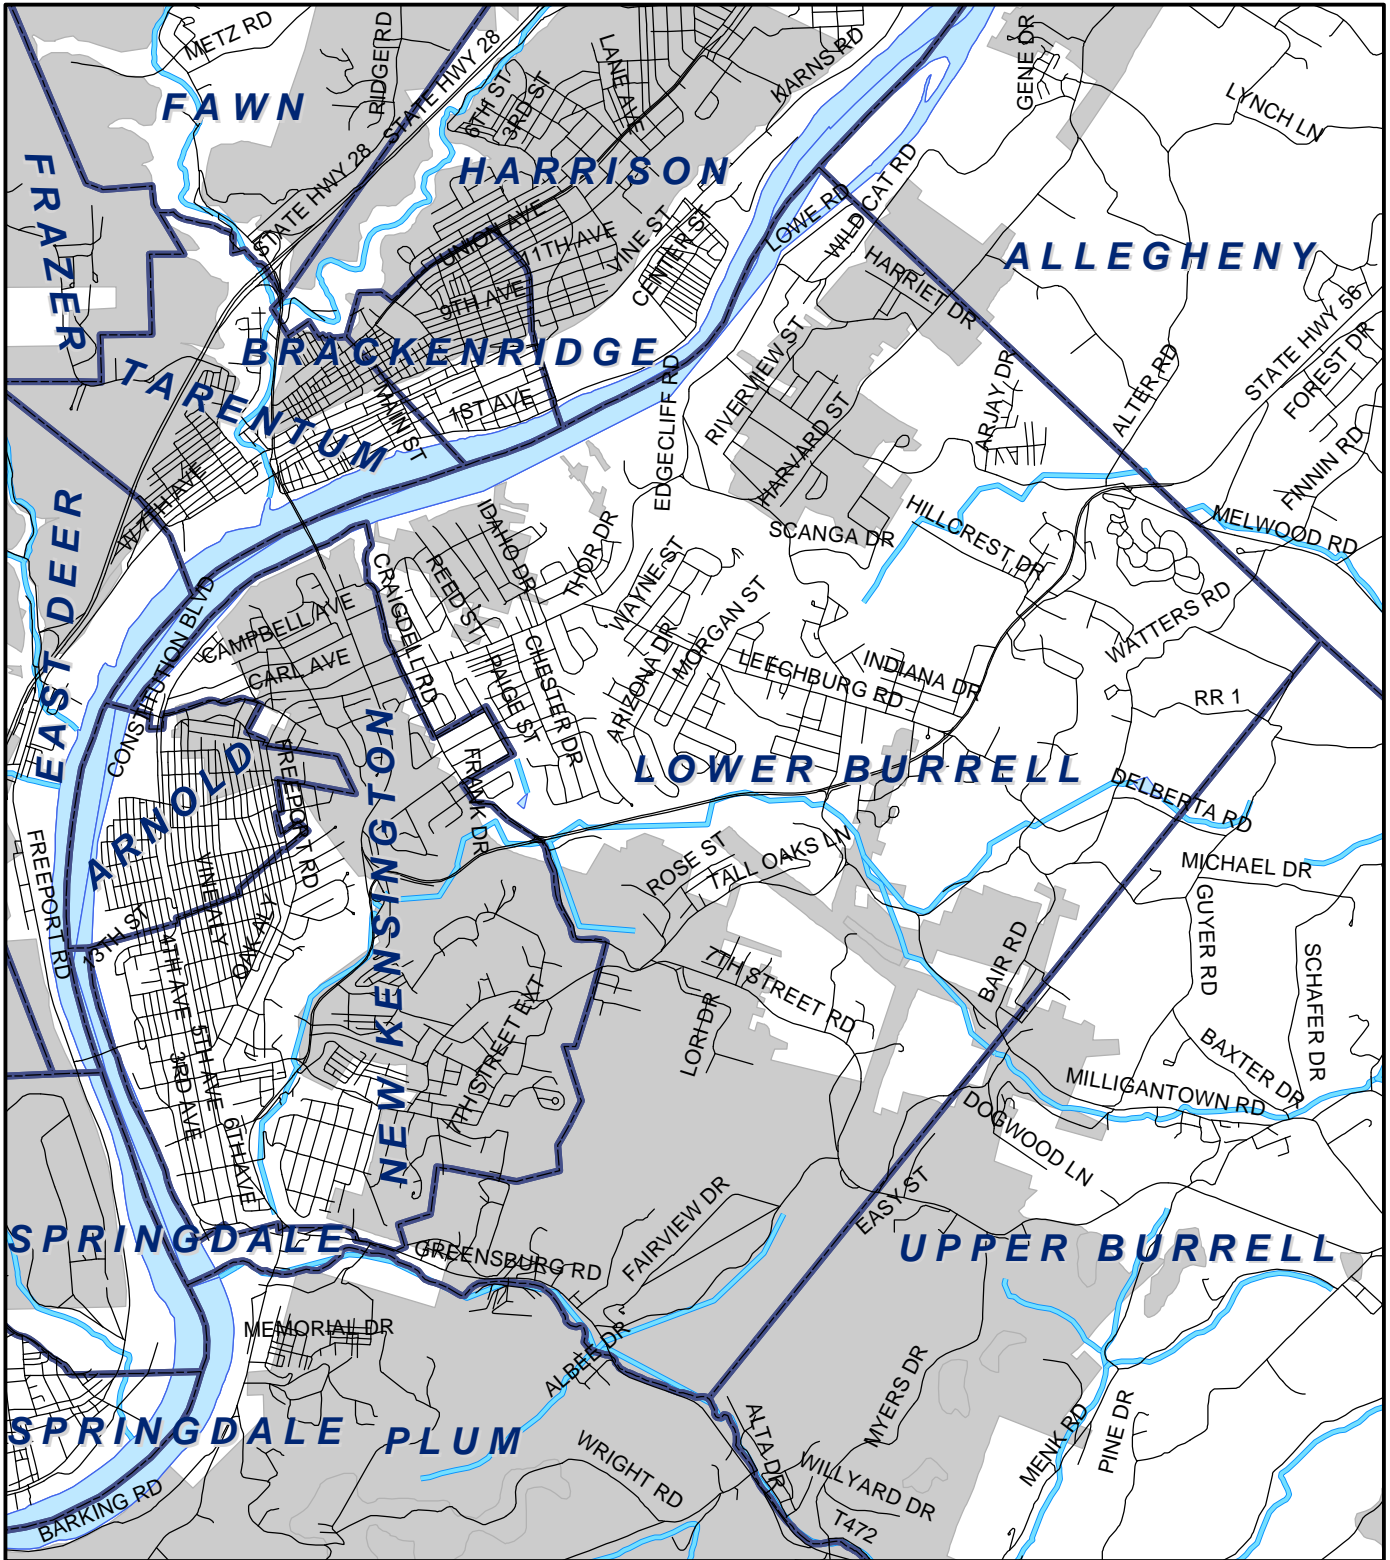 METZ RD
RIDGE RD
STATE HWY 28
6TH ST
3RD ST
LANE AVE
KARNS RD
GENE DR
LYNCH LN
FAWN
HARRISON
FRAZER
STATE HWY 28
UNION AVE
11TH AVE
VINE ST
CENTER ST
LOWE RD
WILD CAT RD
ALLEGHENY
HARRIET DR
9TH AVE
STATE HWY 56
FOREST DR
BRACKENRIDGE
TARENTUM
MAIN ST
1ST AVE
EDGECLIFF RD
RIVERVIEW ST
HARVARD ST
ARJAY DR
ALTER RD
FINNIN RD
W 7TH AVE
EAST DEER
IDAHO DR
THOR DR
SCANGA DR
HILLCREST DR
MELWOOD RD
CONSTITUTION BLVD
CAMPBELL AVE
CARL AVE
CRAIGDELL RD
REED ST
PAIGE ST
CHESTER DR
WAYNE ST
ARIZONA DR
MORGAN ST
LEECHBURG RD
INDIANA DR
WATTERS RD
RR 1
ARNOLD
FREEPORT RD
NEW KENSINGTON
FRANK DR
LOWER BURRELL
DELBERTA RD
FREEPORT RD
VINE ALY
OAK ALY
ROSE ST
TALL OAKS LN
MICHAEL DR
GUYER RD
13TH ST
4TH AVE
5TH AVE
3RD AVE
6TH AVE
7TH STREET EXT
7TH STREET RD
LORI DR
BAIR RD
SCHAFER DR
BAXTER DR
MILLIGANTOWN RD
DOGWOOD LN
EASY ST
FAIRVIEW DR
SPRINGDALE
GREENSBURG RD
UPPER BURRELL
MEMORIAL DR
ALBEE DR
MYERS DR
SPRINGDALE
PLUM
WRIGHT RD
ALTA DR
WILLYARD DR
MENK RD
PINE DR
BARKING RD
T472